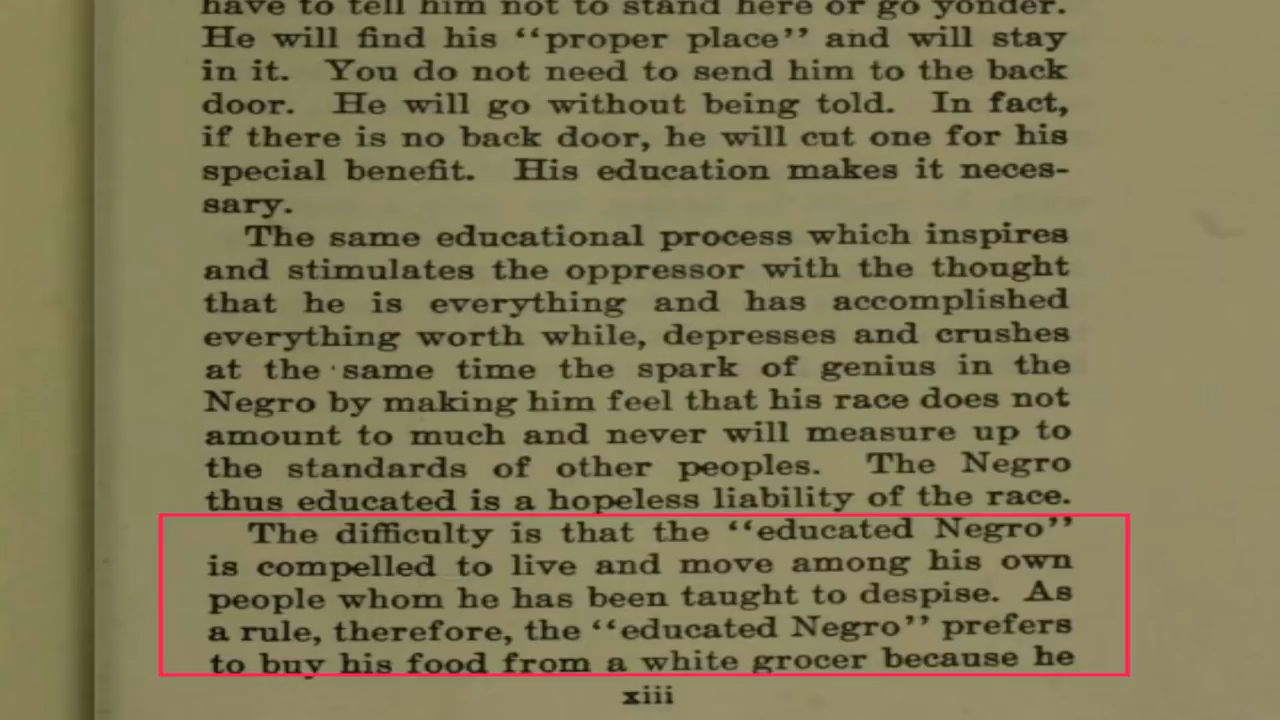 have to tell him not to stand here or go yonder.
He will find his “proper place” and will stay
in it. You do not need to send him to the back
door. He will go without being told. In fact,
if there is no back door, he will cut one for his
special benefit. His education makes it neces-
sary.
The same educational process which inspires
and stimulates the oppressor with the thought
that he is everything and has accomplished
everything worth while, depresses and crushes
at the same time the spark of genius in the
Negro by making him feel that his race does not
amount to much and never will measure up to
the standards of other peoples. The Negro
thus educated is a hopeless liability of the race.
The difficulty is that the “educated Negro”
is compelled to live and move among his own
people whom he has been taught to despise. As
a rule, therefore, the “educated Negro” prefers
to buy his food from a white grocer because he
xiii